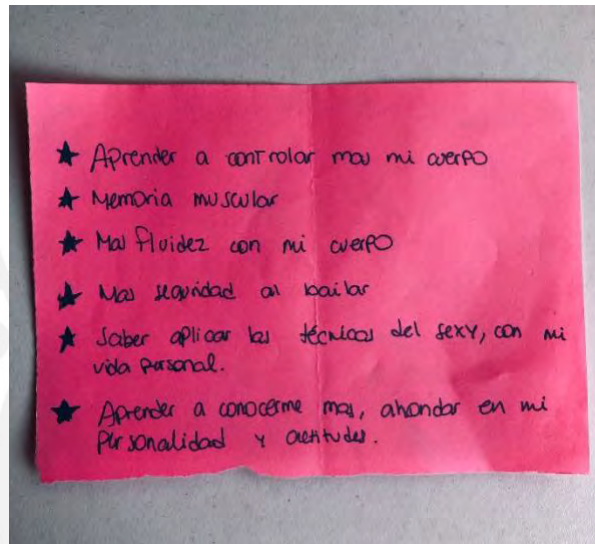 ★ Aprender a controlar mas mi cuerpo
★ Memoria muscular
★ Mas fluidez con mi cuerpo
★ Mas seguridad al bailar
★ Saber aplicar las técnicas del sexy, con mi
vida personal.
★ Aprender a conocerme mas, ahondar en mi
personalidad y actitudes.